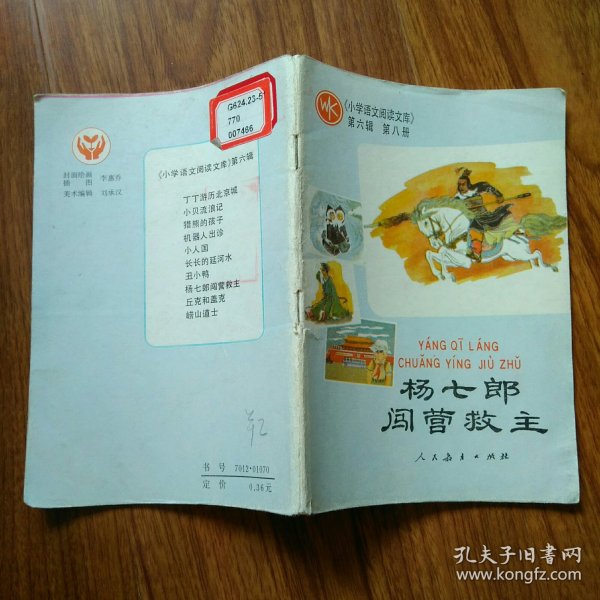 WK
《小学语文阅读文库》
第六辑 第八册
YÁNG QĪ LÁNG
CHUǍNG YÍNG JIÙ ZHǓ
杨七郎
闯营救主
人民教育出版社
G624.23-5
770
007466
封面绘画
插图 李惠乔
美术编辑 刘承汉
《小学语文阅读文库》第六辑
丁丁游历北京城
小贝流浪记
猎熊的孩子
机器人出诊
小人国
长长的延河水
丑小鸭
杨七郎闯营救主
丘克和盖克
崂山道士
书号 7012·01070
定价 0.36元
孔夫子旧书网
www.kongfz.com